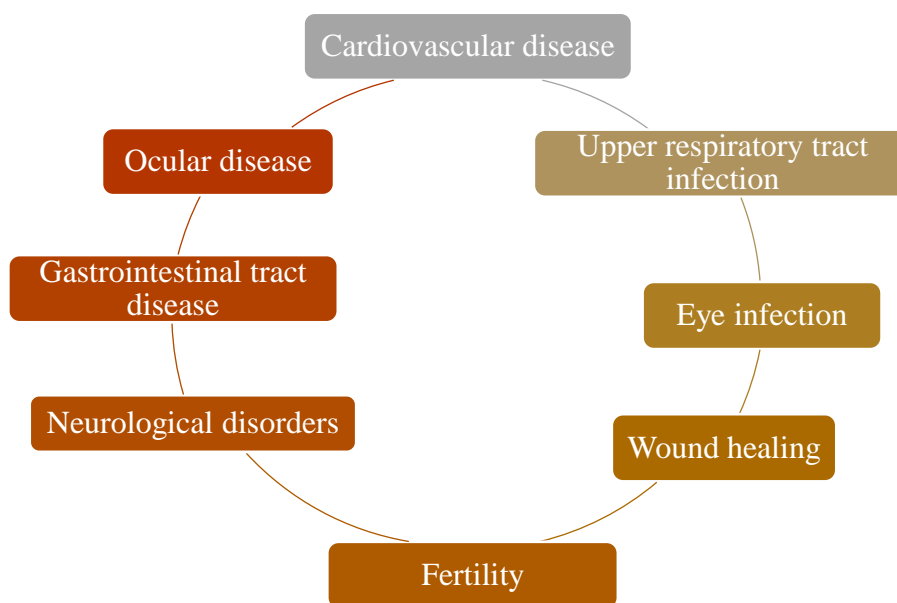 Cardiovascular disease
Upper respiratory tract
infection
Eye infection
Wound healing
Fertility
Neurological disorders
Gastrointestinal tract
disease
Ocular disease